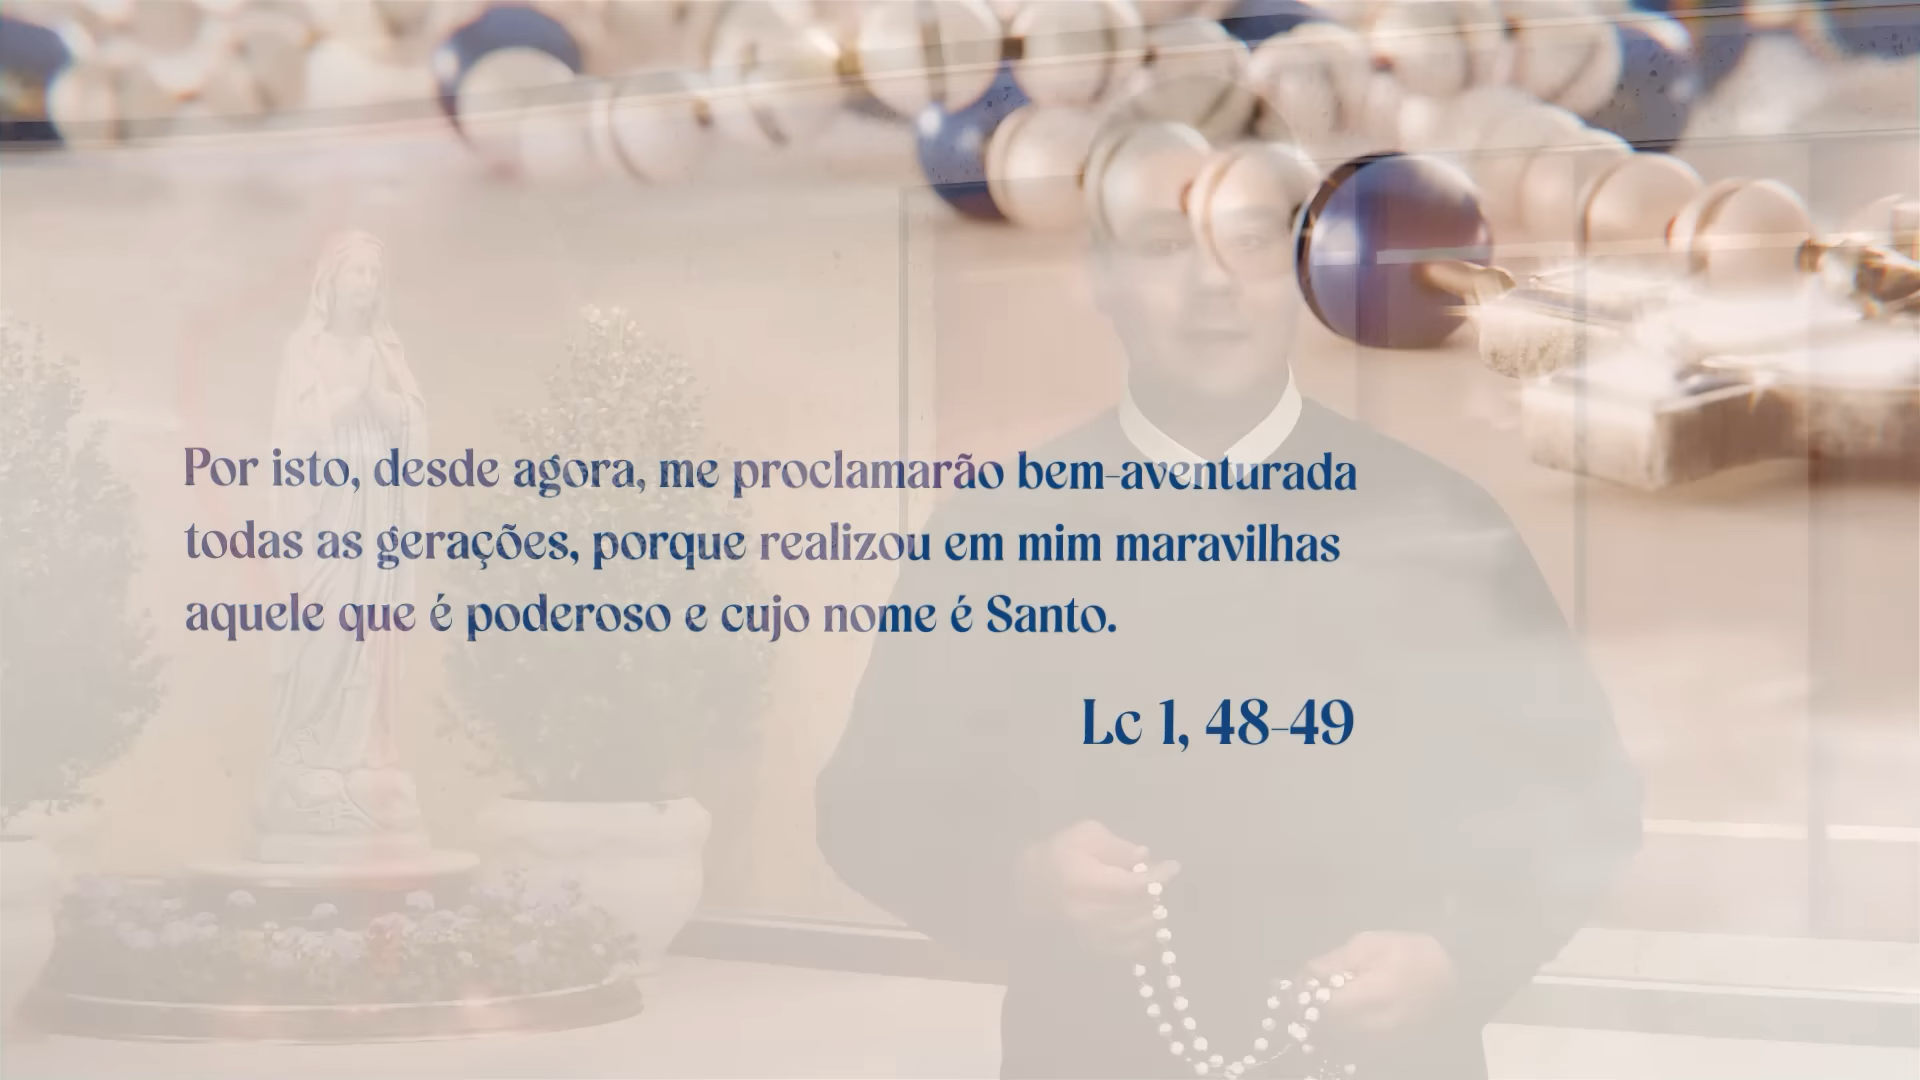 Por isto, desde agora, me proclamarão bem-aventurada
todas as gerações, porque realizou em mim maravilhas
aquele que é poderoso e cujo nome é Santo.
Lc 1, 48-49